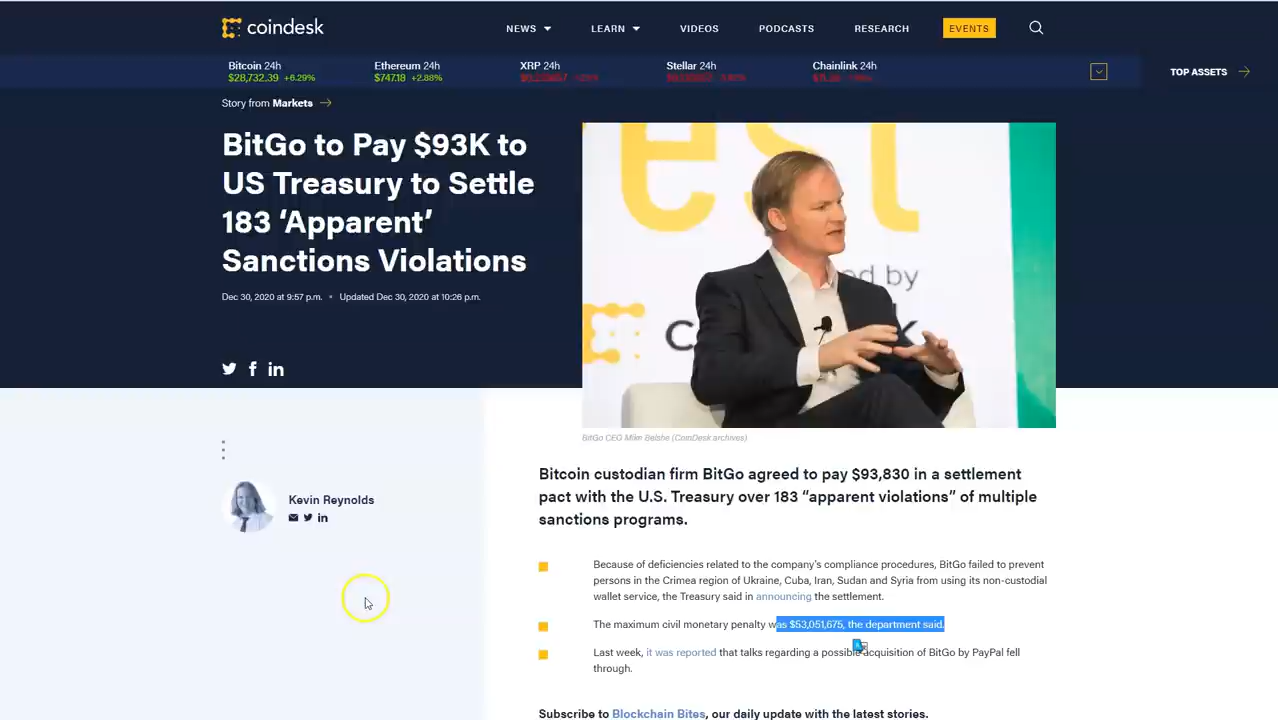 coindesk
NEWS LEARN VIDEOS PODCASTS RESEARCH EVENTS
Bitcoin 24h Ethereum 24h XRP 24h Stellar 24h Chainlink 24h
$28,732.39 +6.29% $747.18 +2.88%
TOP ASSETS
Story from Markets
BitGo to Pay $93K to
US Treasury to Settle
183 ‘Apparent’
Sanctions Violations
Dec 30, 2020 at 9:57 p.m. • Updated Dec 30, 2020 at 10:26 p.m.
est
ed by
BitGo CEO Mike Belshe (CoinDesk archives)
Kevin Reynolds
Bitcoin custodian firm BitGo agreed to pay $93,830 in a settlement
pact with the U.S. Treasury over 183 “apparent violations” of multiple
sanctions programs.
Because of deficiencies related to the company's compliance procedures, BitGo failed to prevent
persons in the Crimea region of Ukraine, Cuba, Iran, Sudan and Syria from using its non-custodial
wallet service, the Treasury said in announcing the settlement.
The maximum civil monetary penalty was $53,051,675, the department said.
Last week, it was reported that talks regarding a possible acquisition of BitGo by PayPal fell
through.
Subscribe to Blockchain Bites, our daily update with the latest stories.